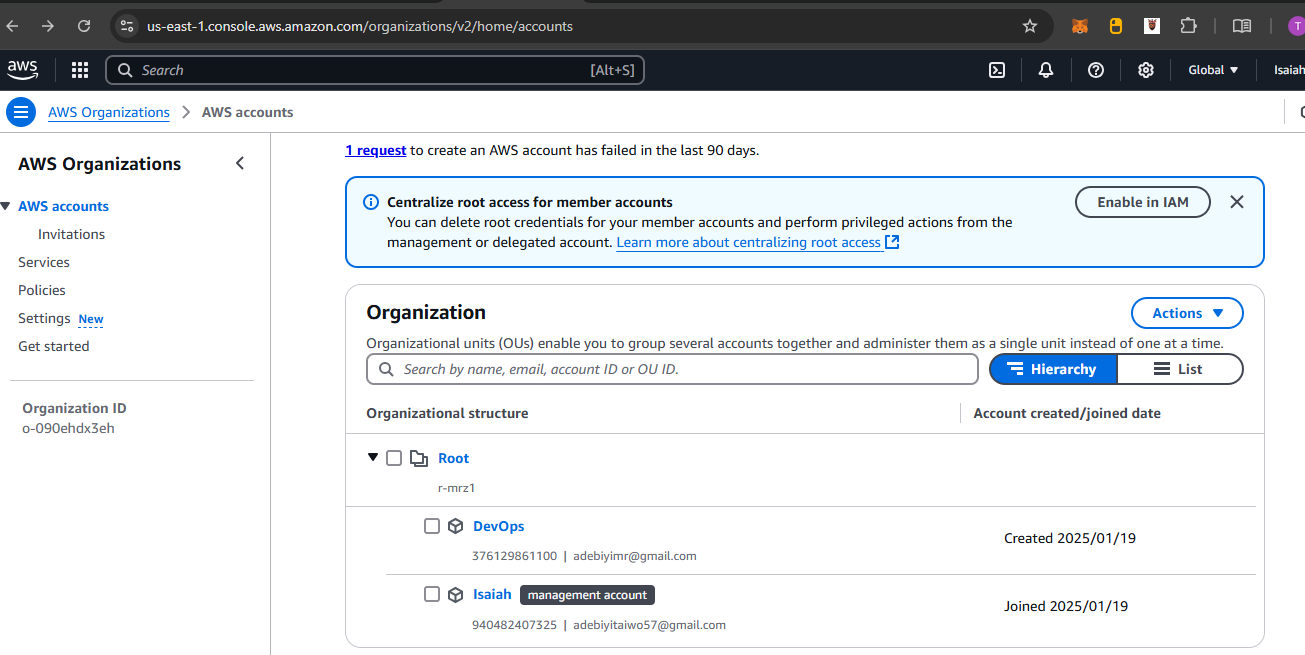 us-east-1.console.aws.amazon.com/organizations/v2/home/accounts
T
aws
Search
[Alt+S]
Global
Isaiah
AWS Organizations
AWS accounts
AWS Organizations
AWS accounts
Invitations
Services
Policies
Settings New
Get started
Organization ID
o-090ehdx3eh
1 request to create an AWS account has failed in the last 90 days.
Centralize root access for member accounts
You can delete root credentials for your member accounts and perform privileged actions from the
management or delegated account. Learn more about centralizing root access
Enable in IAM
Organization
Actions
Organizational units (OUs) enable you to group several accounts together and administer them as a single unit instead of one at a time.
Search by name, email, account ID or OU ID.
Hierarchy
List
Organizational structure
Account created/joined date
Root
r-mrz1
DevOps
376129861100 | adebiyimr@gmail.com
Created 2025/01/19
Isaiah management account
940482407325 | adebiyitaiwo57@gmail.com
Joined 2025/01/19